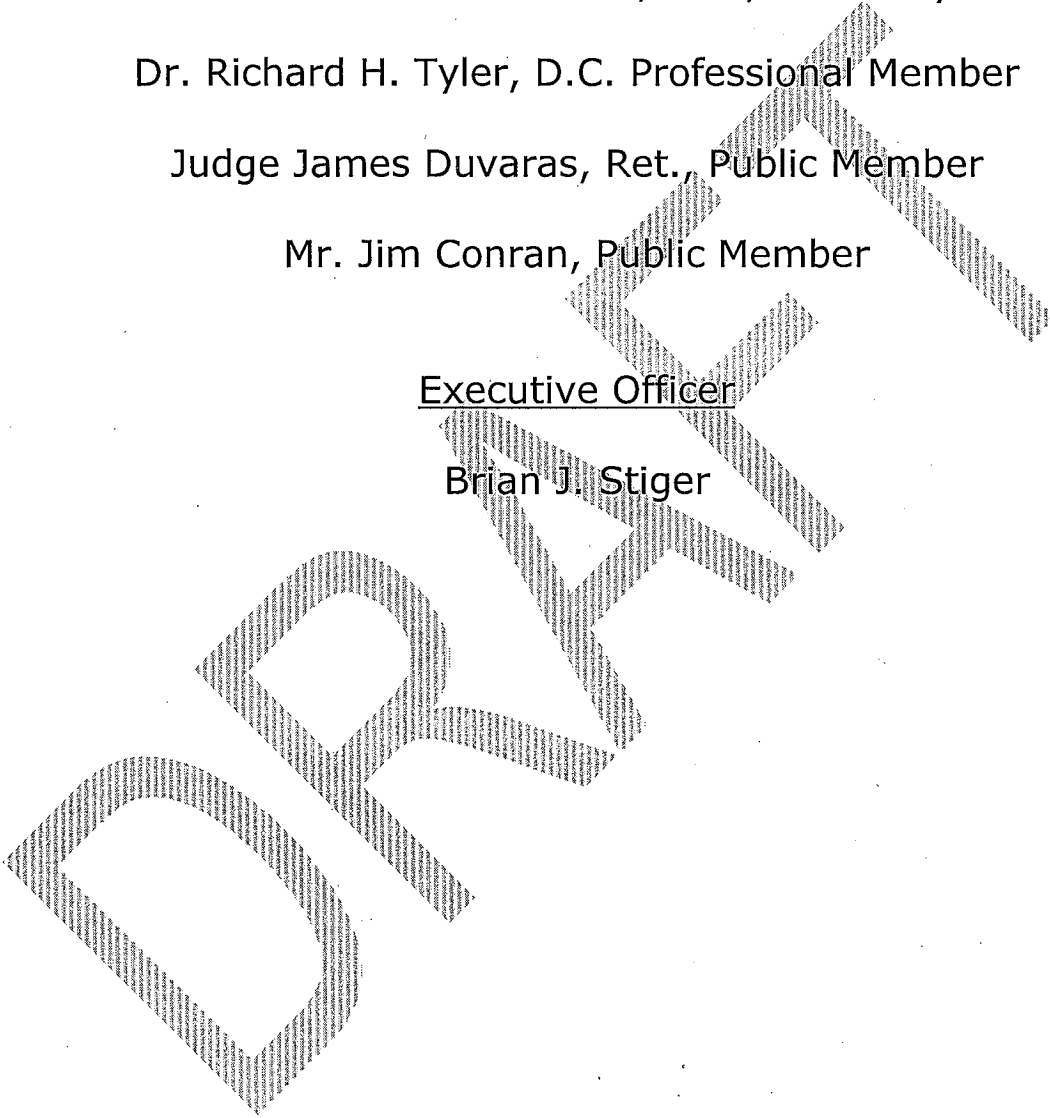 Dr. Richard H. Tyler, D.C. Professional Member
Judge James Duvaras, Ret., Public Member
Mr. Jim Conran, Public Member
Executive Officer
Brian J. Stiger
DRAFT